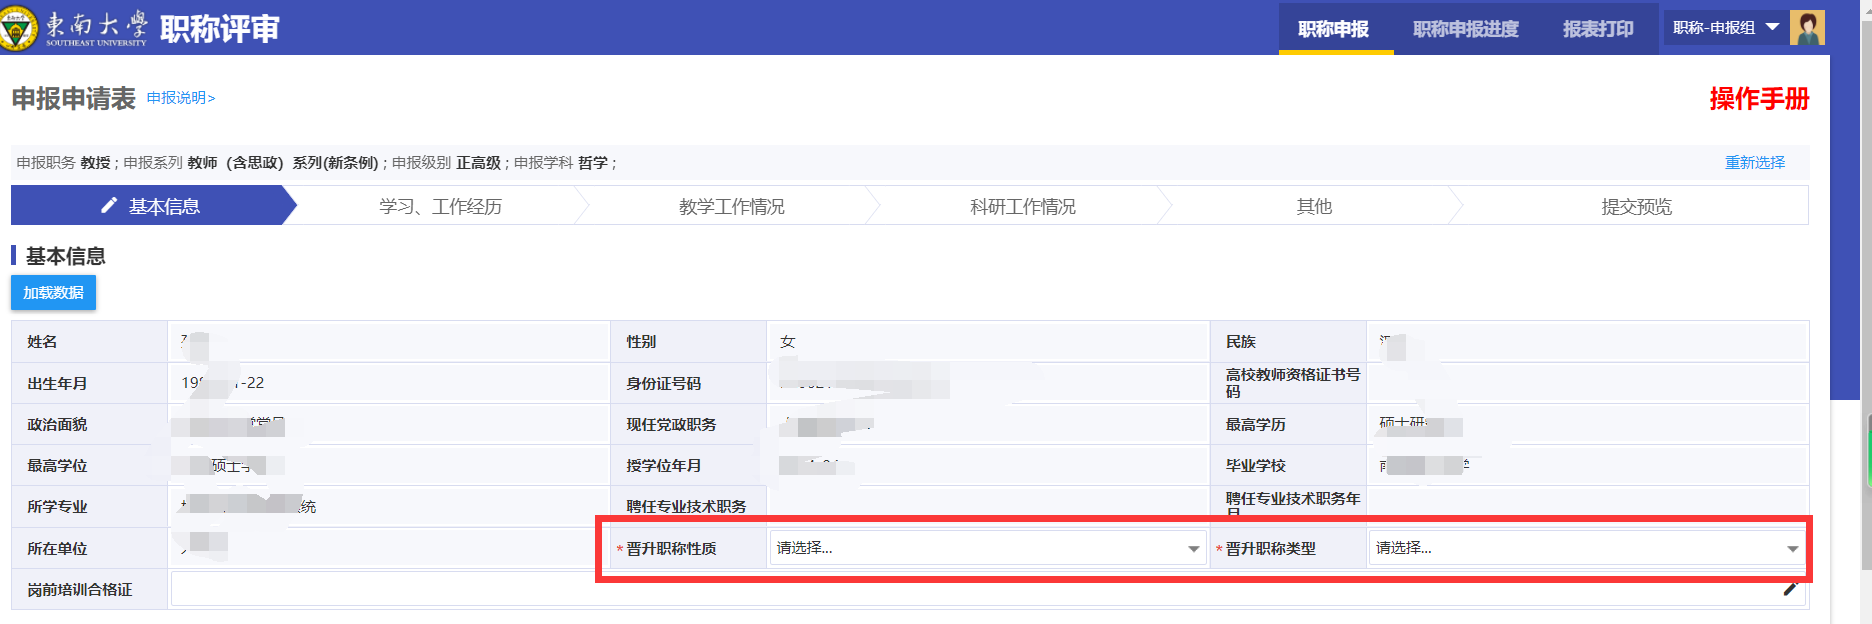 東南大學 职称评审 职称申报 职称申报进度 报表打印 职称-申报组
SOUTHEAST UNIVERSITY
申报申请表 申报说明> 操作手册
申报职务 教授 ; 申报系列 教师（含思政）系列(新条例) ; 申报级别 正高级 ; 申报学科 哲学 ; 重新选择
基本信息 学习、工作经历 教学工作情况 科研工作情况 其他 提交预览
基本信息
加载数据
姓名 性别 女 民族
出生年月 19 1-22 身份证号码 高校教师资格证书号码
政治面貌 现任党政职务 最高学历 硕士研
最高学位 硕士学 授学位年月 毕业学校
所学专业 统 聘任专业技术职务 聘任专业技术职务年月
所在单位 *晋升职称性质 请选择... *晋升职称类型 请选择...
岗前培训合格证